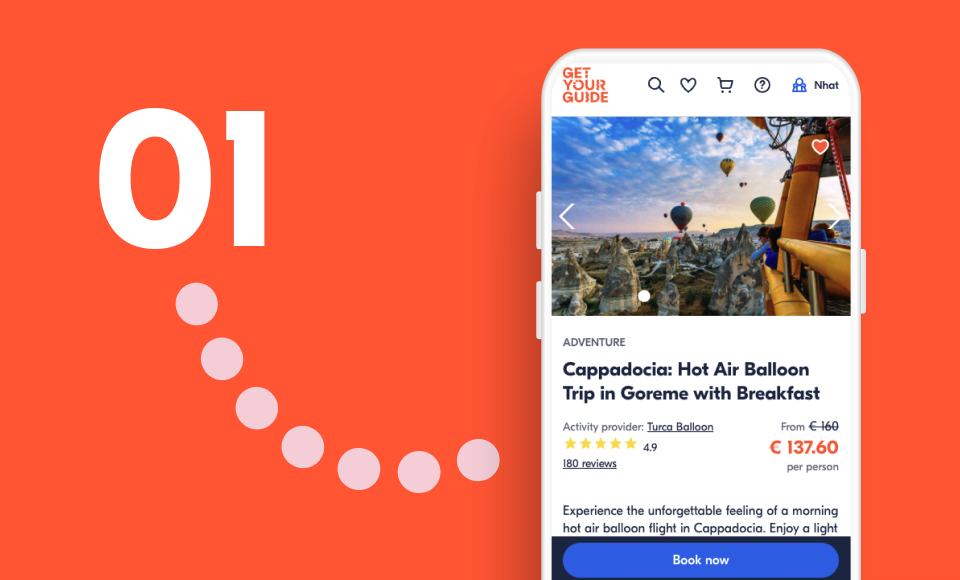 01
GET
YOUR
GUIDE
Nhat
ADVENTURE
Cappadocia: Hot Air Balloon
Trip in Goreme with Breakfast
Activity provider: Turca Balloon
From € 160
4.9
€ 137.60
180 reviews
per person
Experience the unforgettable feeling of a morning
hot air balloon flight in Cappadocia. Enjoy a light
Book now